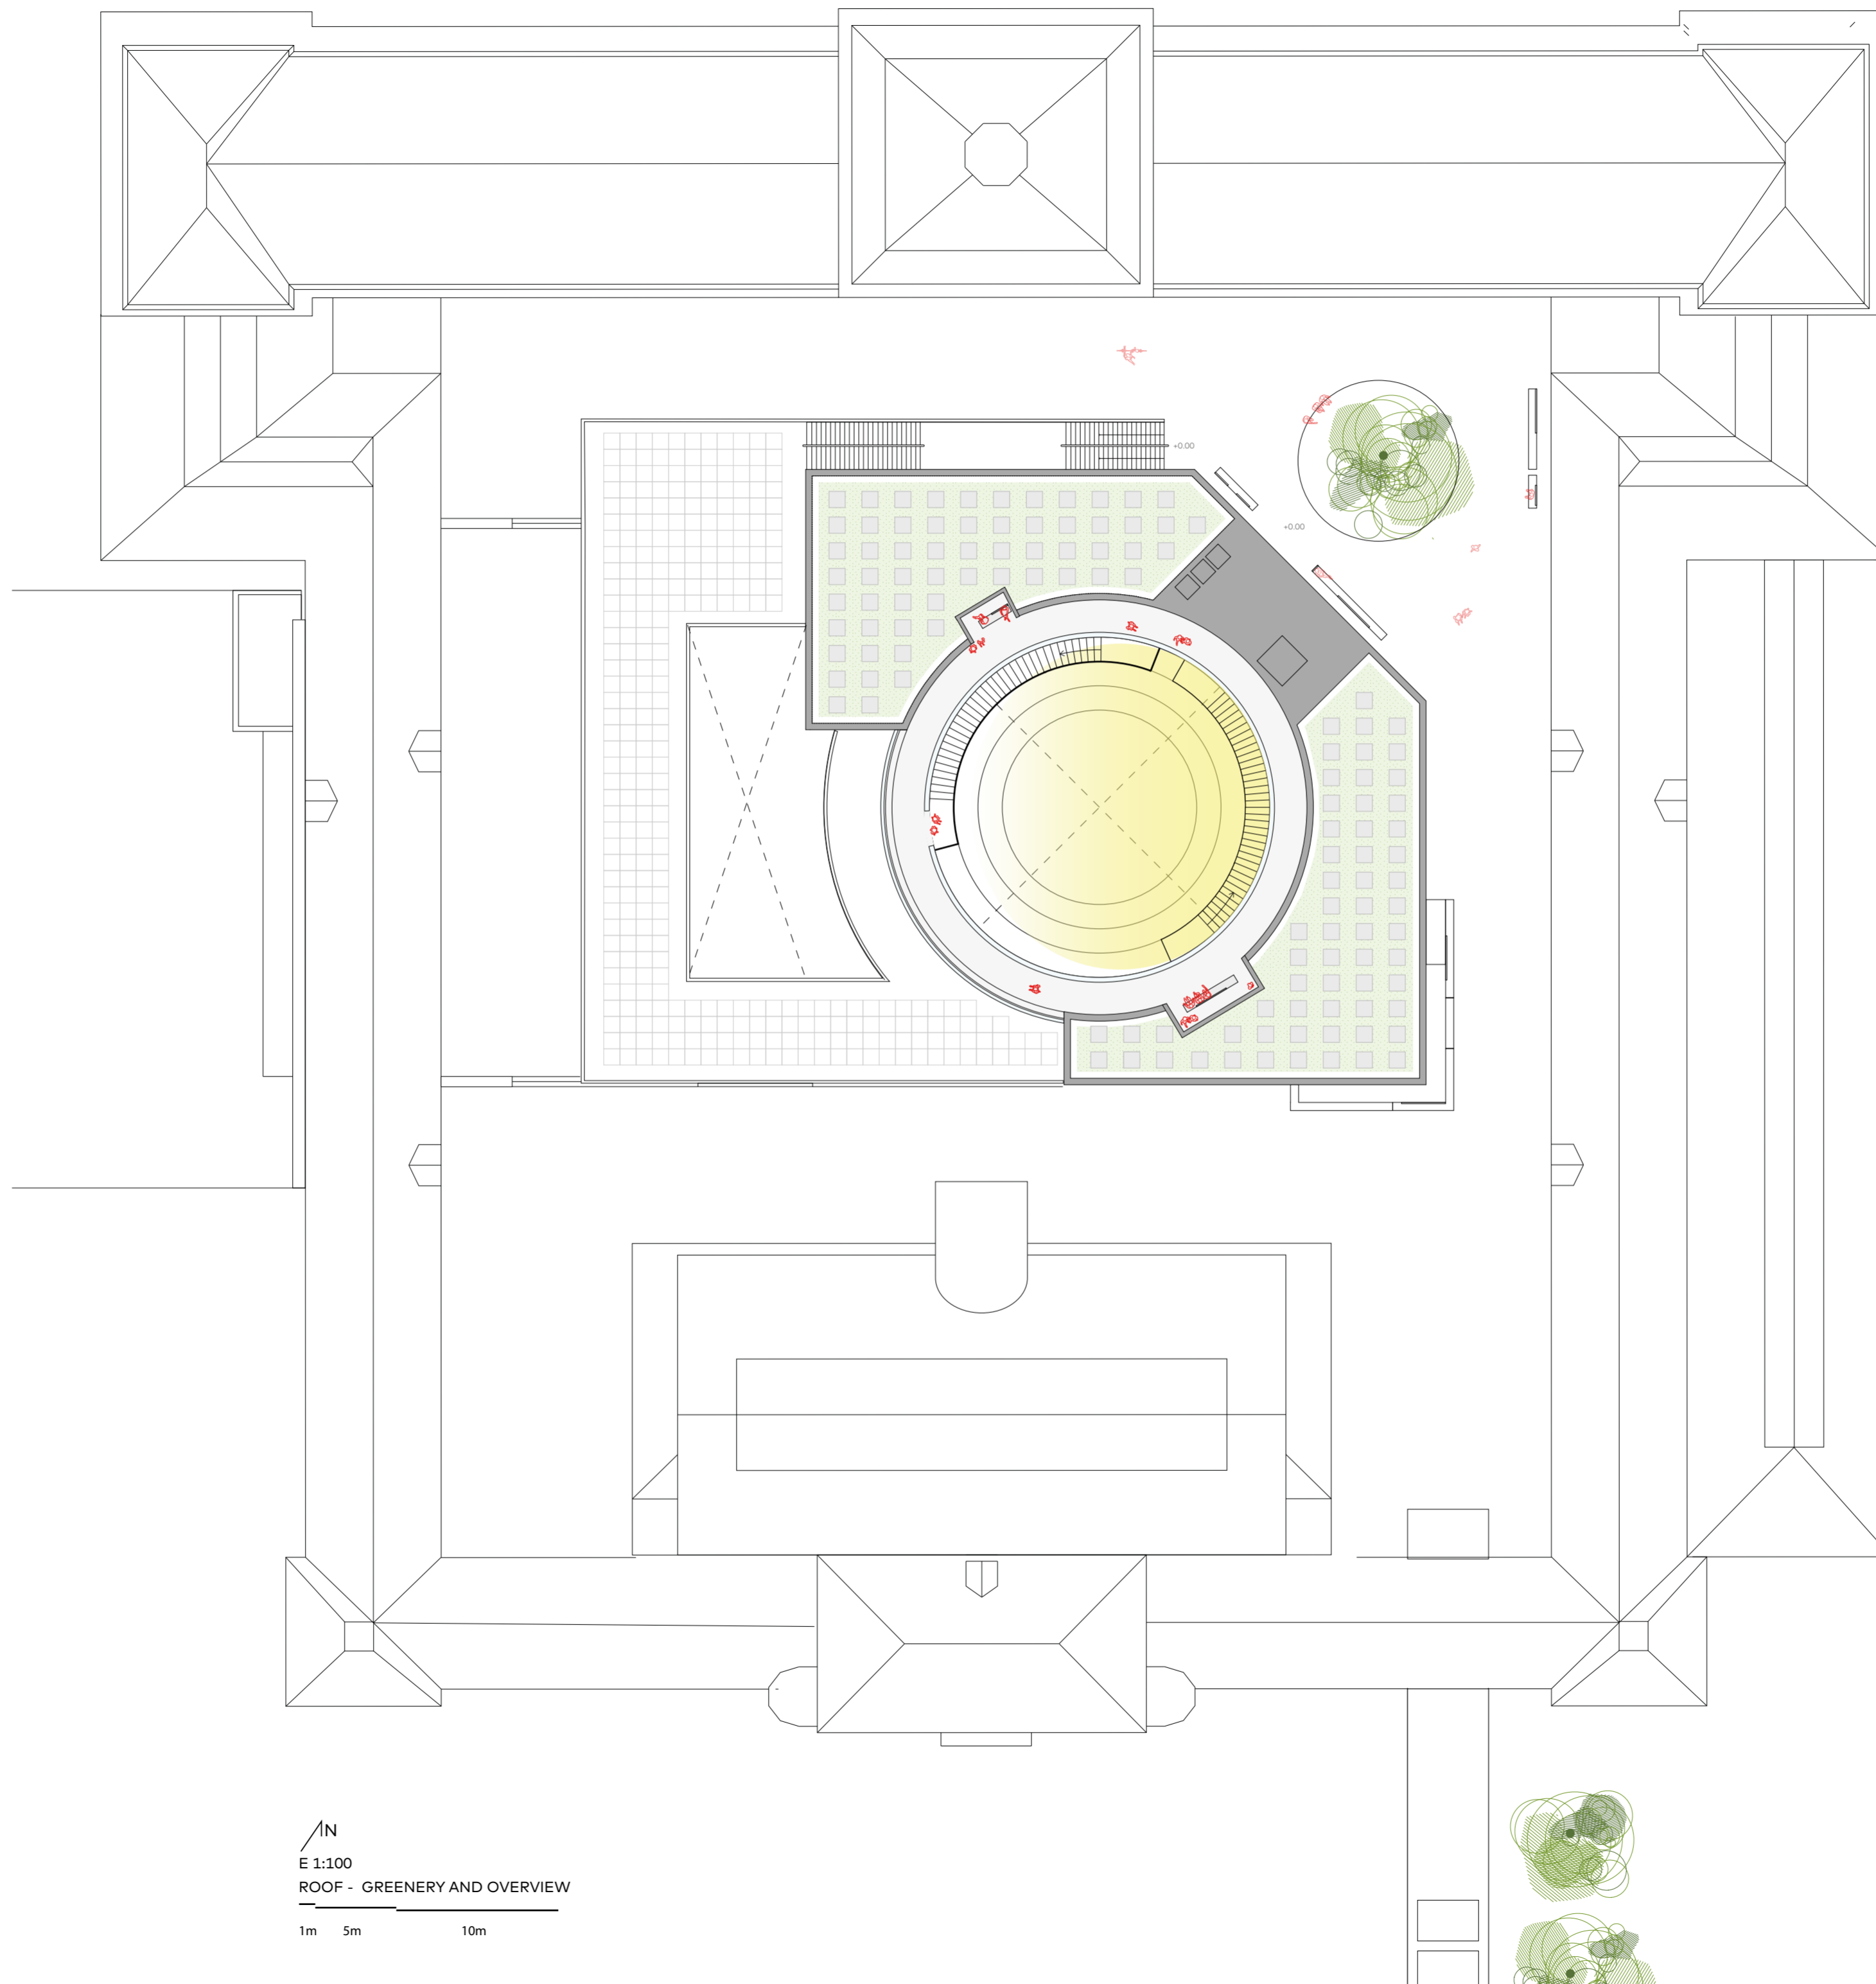 +0.00
+0.00
N
E 1:100
ROOF - GREENERY AND OVERVIEW
1m 5m 10m